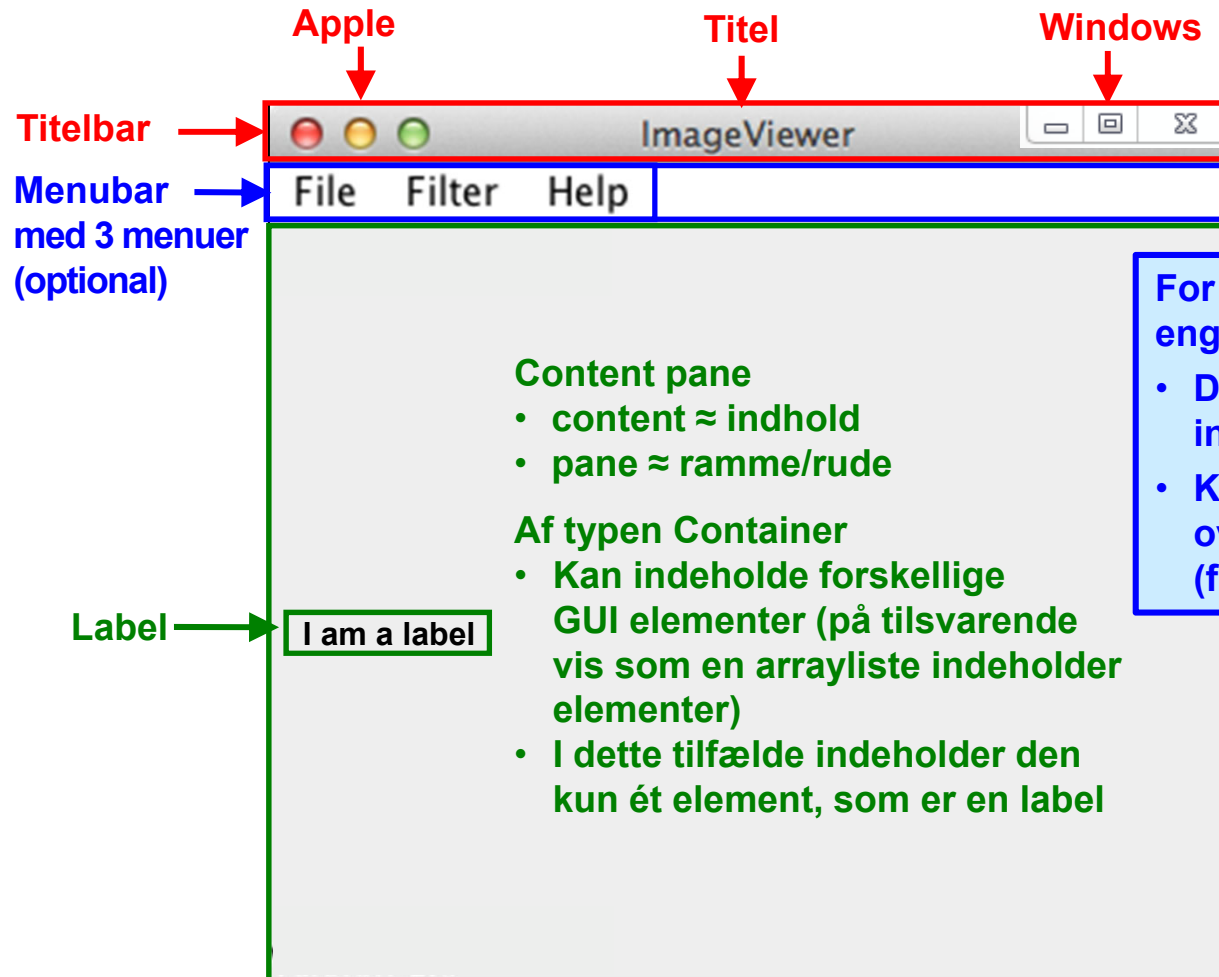 Apple
Titel
Windows
Titelbar
ImageViewer
Menubar
med 3 menuer
(optional)
File Filter Help
For
Content pane
• content ≈ indhold
• pane ≈ ramme/rude
Af typen Container
• Kan indeholde forskellige
GUI elementer (på tilsvarende
vis som en arrayliste indeholder
elementer)
• I dette tilfælde indeholder den
kun ét element, som er en label
Label
I am a label